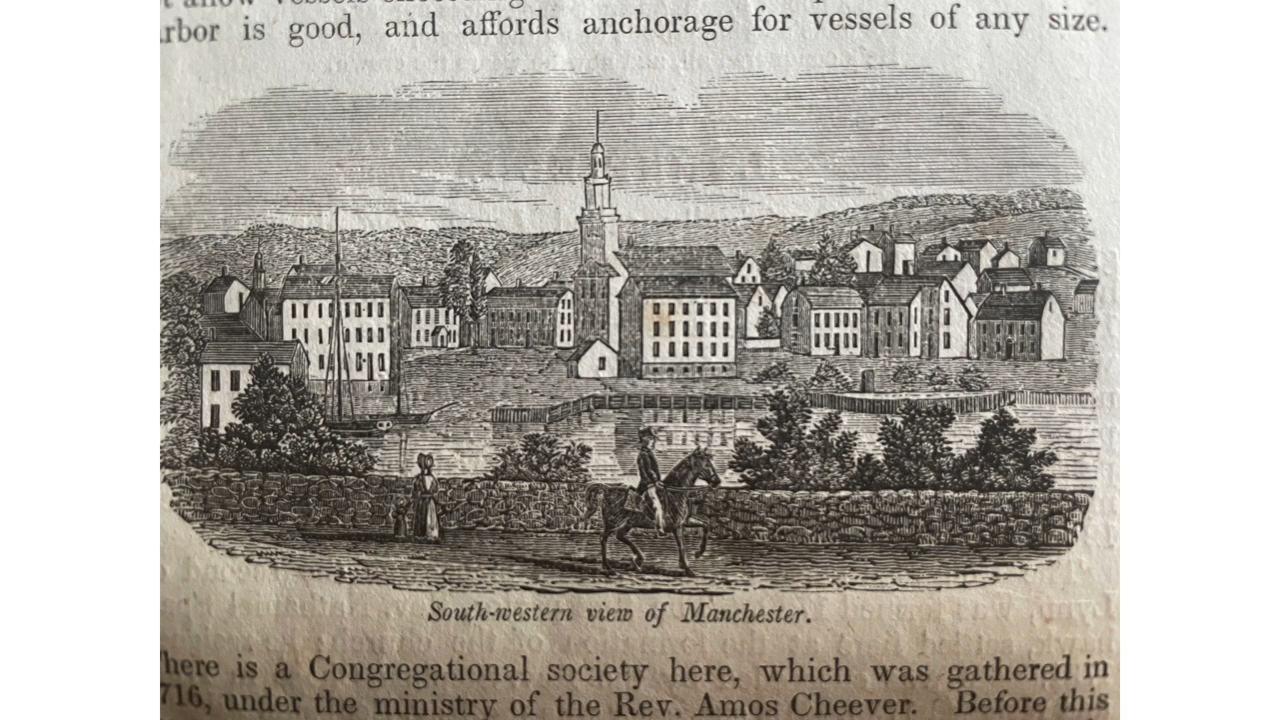 rbor is good, and affords anchorage for vessels of any size.
South-western view of Manchester.
here is a Congregational society here, which was gathered in
716, under the ministry of the Rev. Amos Cheever. Before this